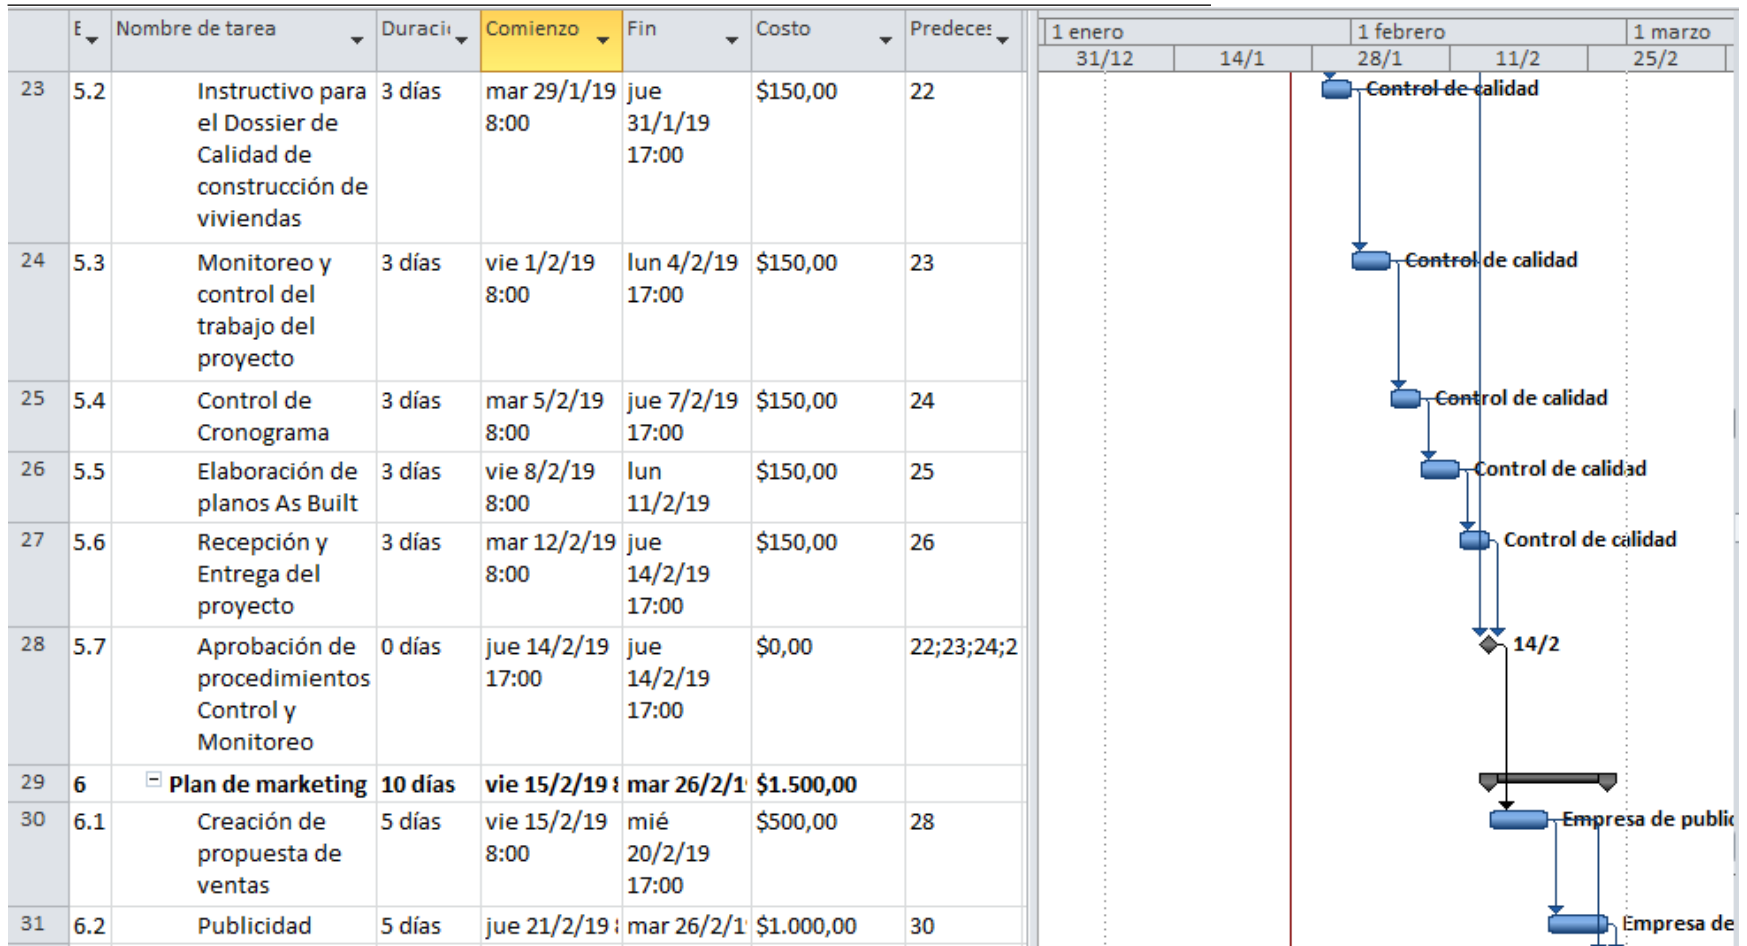 E Nombre de tarea Duració Comienzo Fin Costo Predeces
1 enero 1 febrero 1 marzo
31/12 14/1 28/1 11/2 25/2
23 5.2 Instructivo para 3 días mar 29/1/19 jue $150,00 22 Control de calidad
el Dossier de 8:00 31/1/19
Calidad de 17:00
construcción de
viviendas
24 5.3 Monitoreo y 3 días vie 1/2/19 lun 4/2/19 $150,00 23 Control de calidad
control del 8:00 17:00
trabajo del
proyecto
25 5.4 Control de 3 días mar 5/2/19 jue 7/2/19 $150,00 24 Control de calidad
Cronograma 8:00 17:00
26 5.5 Elaboración de 3 días vie 8/2/19 lun $150,00 25 Control de calidad
planos As Built 8:00 11/2/19
27 5.6 Recepción y 3 días mar 12/2/19 jue $150,00 26 Control de calidad
Entrega del 8:00 14/2/19
proyecto 17:00
28 5.7 Aprobación de 0 días jue 14/2/19 jue $0,00 22;23;24;2 14/2
procedimientos 17:00 14/2/19
Control y 17:00
Monitoreo
29 6 Plan de marketing 10 días vie 15/2/19 mar 26/2/1 $1.500,00
30 6.1 Creación de 5 días vie 15/2/19 mié $500,00 28 Empresa de public
propuesta de 8:00 20/2/19
ventas 17:00
31 6.2 Publicidad 5 días jue 21/2/19 mar 26/2/1 $1.000,00 30 Empresa de